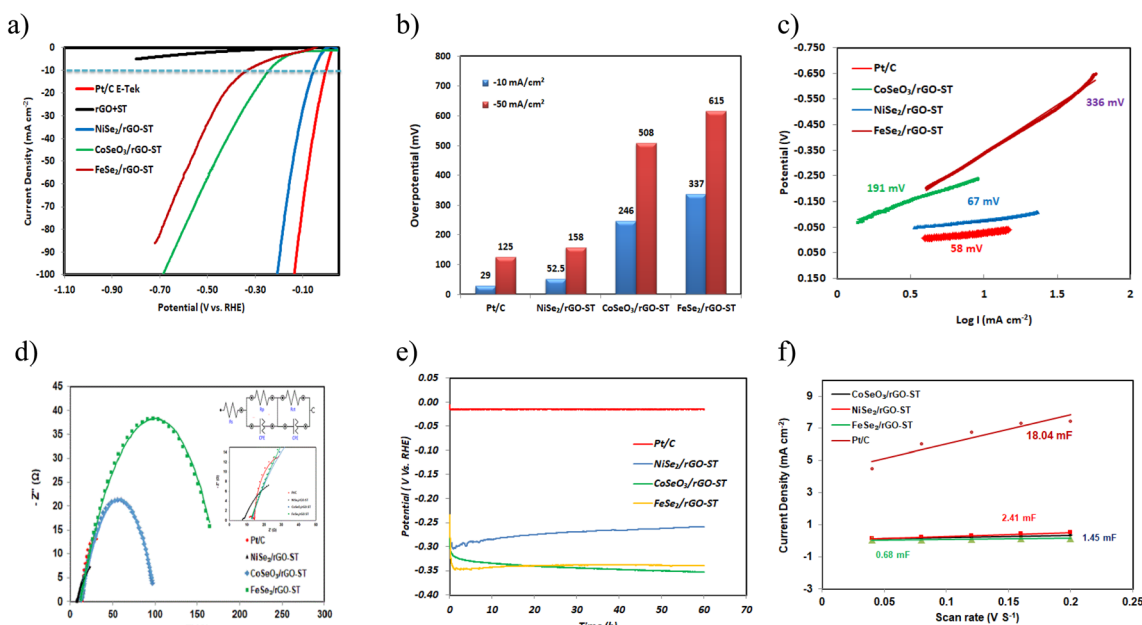 a)
0
-10
-20
-30
-40
-50
-60
-70
-80
-90
-100
-1.10
-0.90
-0.70
-0.50
-0.30
-0.10
Current Density (mA cm⁻²)
Potential (V vs. RHE)
Pt/C E-Tek
rGO+ST
NiSe₂/rGO-ST
CoSeO₃/rGO-ST
FeSe₂/rGO-ST
b)
800
700
600
500
400
300
200
100
0
Overpotential (mV)
-10 mA/cm²
-50 mA/cm²
29
125
52.5
158
246
508
337
615
Pt/C
NiSe₂/rGO-ST
CoSeO₃/rGO-ST
FeSe₂/rGO-ST
c)
-0.750
-0.650
-0.550
-0.450
-0.350
-0.250
-0.150
-0.050
0.050
0.150
0
0.5
1
1.5
2
Potential (V)
Log I (mA cm⁻²)
Pt/C
CoSeO₃/rGO-ST
NiSe₂/rGO-ST
FeSe₂/rGO-ST
336 mV
191 mV
67 mV
58 mV
d)
45
40
35
30
25
20
15
10
5
0
0
50
100
150
200
250
300
- Z'' (Ω)
Pt/C
NiSe₂/rGO-ST
CoSeO₃/rGO-ST
FeSe₂/rGO-ST
e)
0.05
0.00
-0.05
-0.10
-0.15
-0.20
-0.25
-0.30
-0.35
-0.40
0
20
40
60
80
Potential ( V Vs. RHE)
Time (h)
Pt/C
NiSe₂/rGO-ST
CoSeO₃/rGO-ST
FeSe₂/rGO-ST
f)
9
7
5
3
1
-1
-3
0
0.05
0.1
0.15
0.2
0.25
Current Density (mA cm⁻²)
Scan rate (V S⁻¹)
CoSeO₃/rGO-ST
NiSe₂/rGO-ST
FeSe₂/rGO-ST
Pt/C
18.04 mF
2.41 mF
1.45 mF
0.68 mF